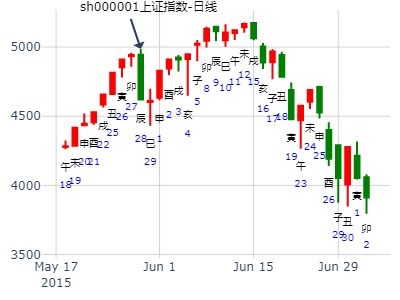 sh000001上证指数-日线
5000
4500
4000
3500
午
18
未
19
申
20
酉
21
戌
22
丑
25
寅
26
卯
27
辰
28
巳
29
申
1
酉
2
戌
3
亥
4
子
5
卯
8
辰
9
巳
10
午
11
未
12
戌
15
亥
16
子
17
丑
18
寅
19
午
23
未
24
申
25
酉
26
子
29
丑
30
寅
1
卯
2
May 17
2015
Jun 1
Jun 15
Jun 29